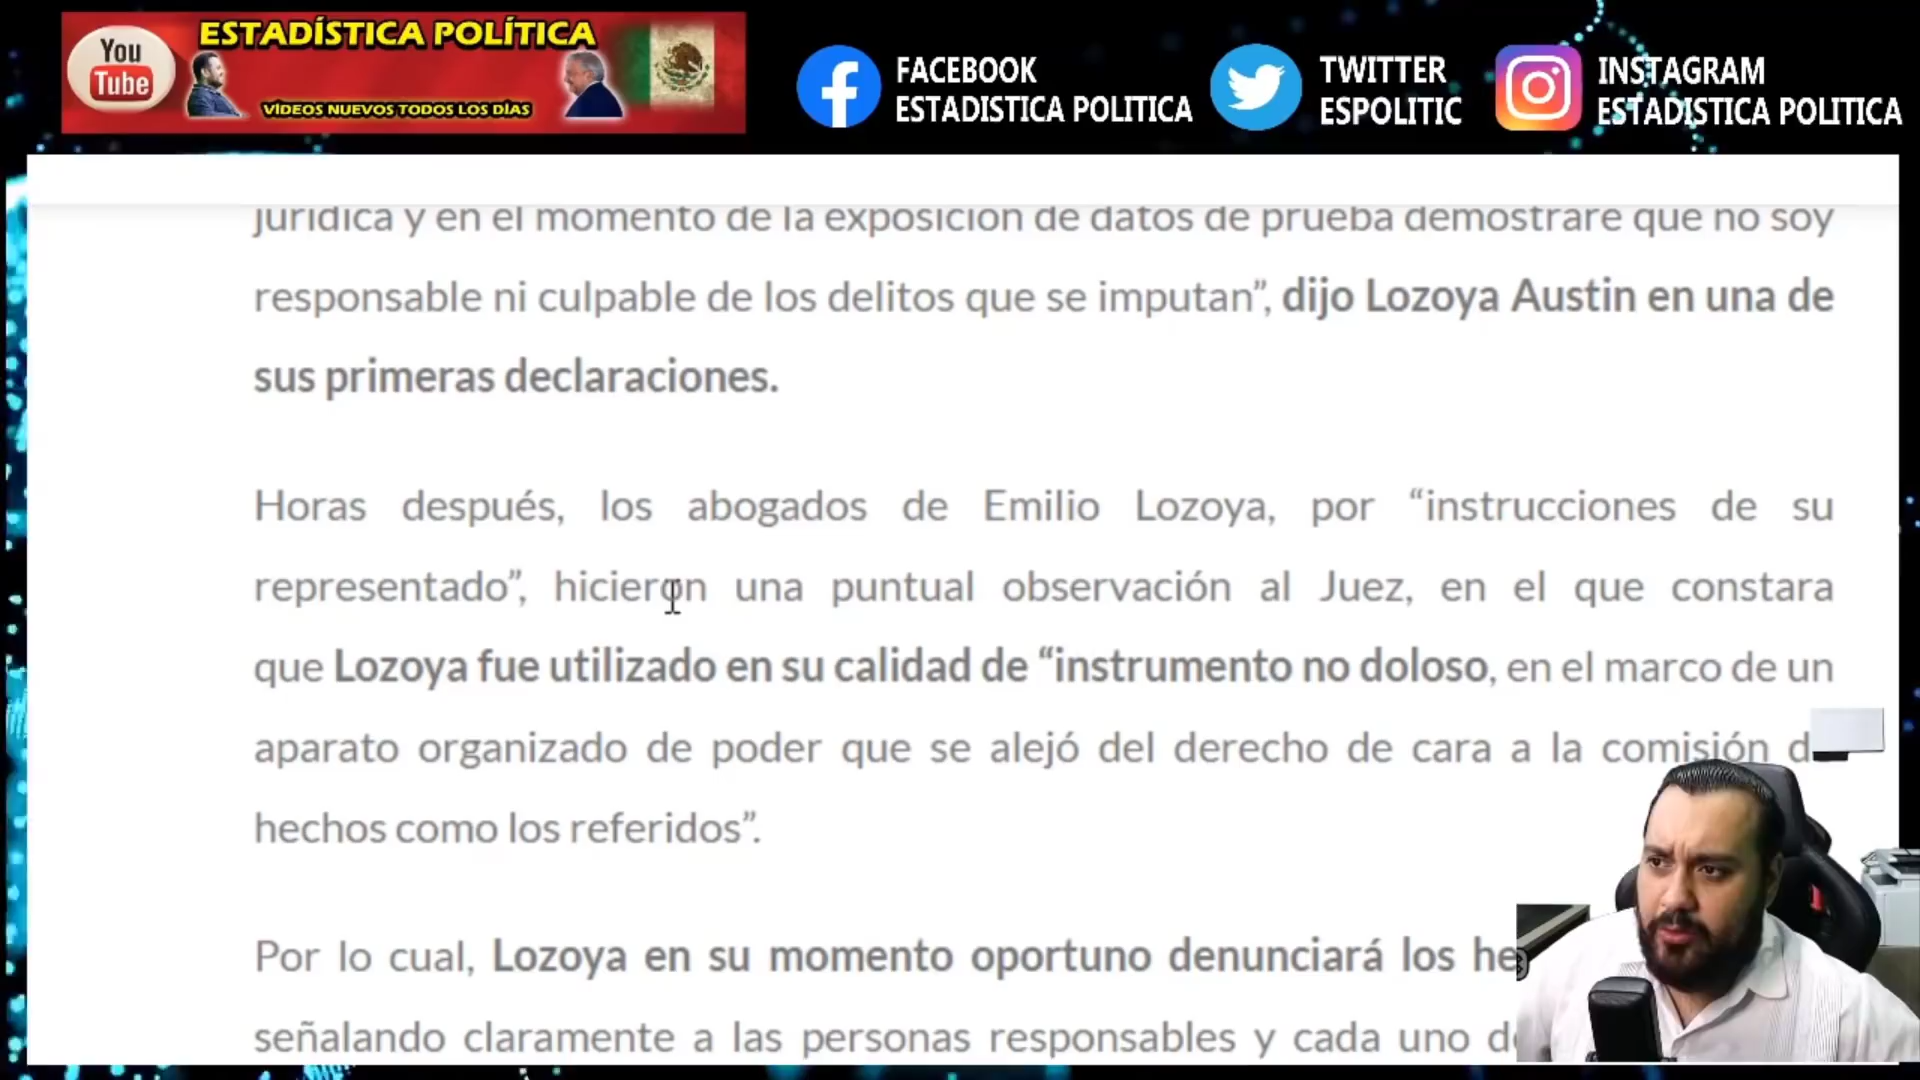 You
Tube
ESTADÍSTICA POLÍTICA
VÍDEOS NUEVOS TODOS LOS DÍAS
FACEBOOK
ESTADISTICA POLITICA
TWITTER
ESPOLITIC
INSTAGRAM
ESTADISTICA POLITICA
jurídica y en el momento de la exposición de datos de prueba demostraré que no soy
responsable ni culpable de los delitos que se imputan”, dijo Lozoya Austin en una de
sus primeras declaraciones.
Horas después, los abogados de Emilio Lozoya, por “instrucciones de su
representado”, hicieron una puntual observación al Juez, en el que constara
que Lozoya fue utilizado en su calidad de “instrumento no doloso, en el marco de un
aparato organizado de poder que se alejó del derecho de cara a la comisión
hechos como los referidos”.
Por lo cual, Lozoya en su momento oportuno denunciará los
señalando claramente a las personas responsables y cada uno